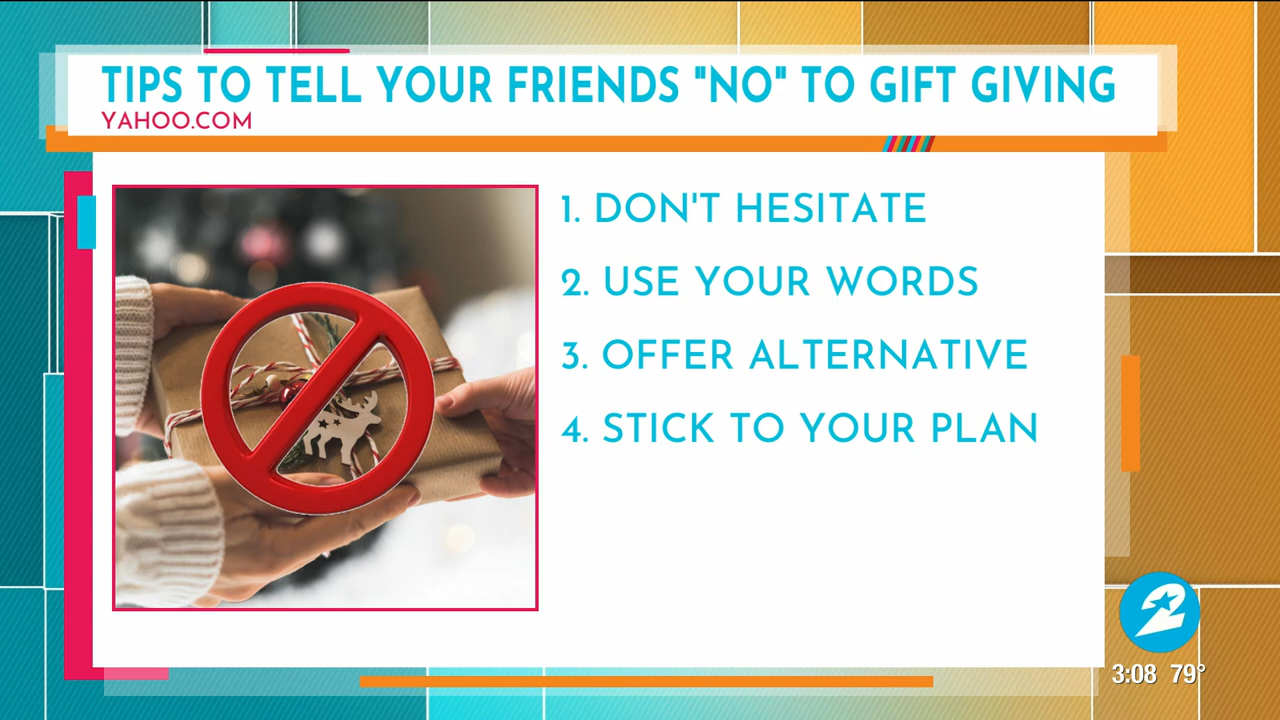 TIPS TO TELL YOUR FRIENDS "NO" TO GIFT GIVING
YAHOO.COM
1. DON'T HESITATE
2. USE YOUR WORDS
3. OFFER ALTERNATIVE
4. STICK TO YOUR PLAN
2
3:08 79°